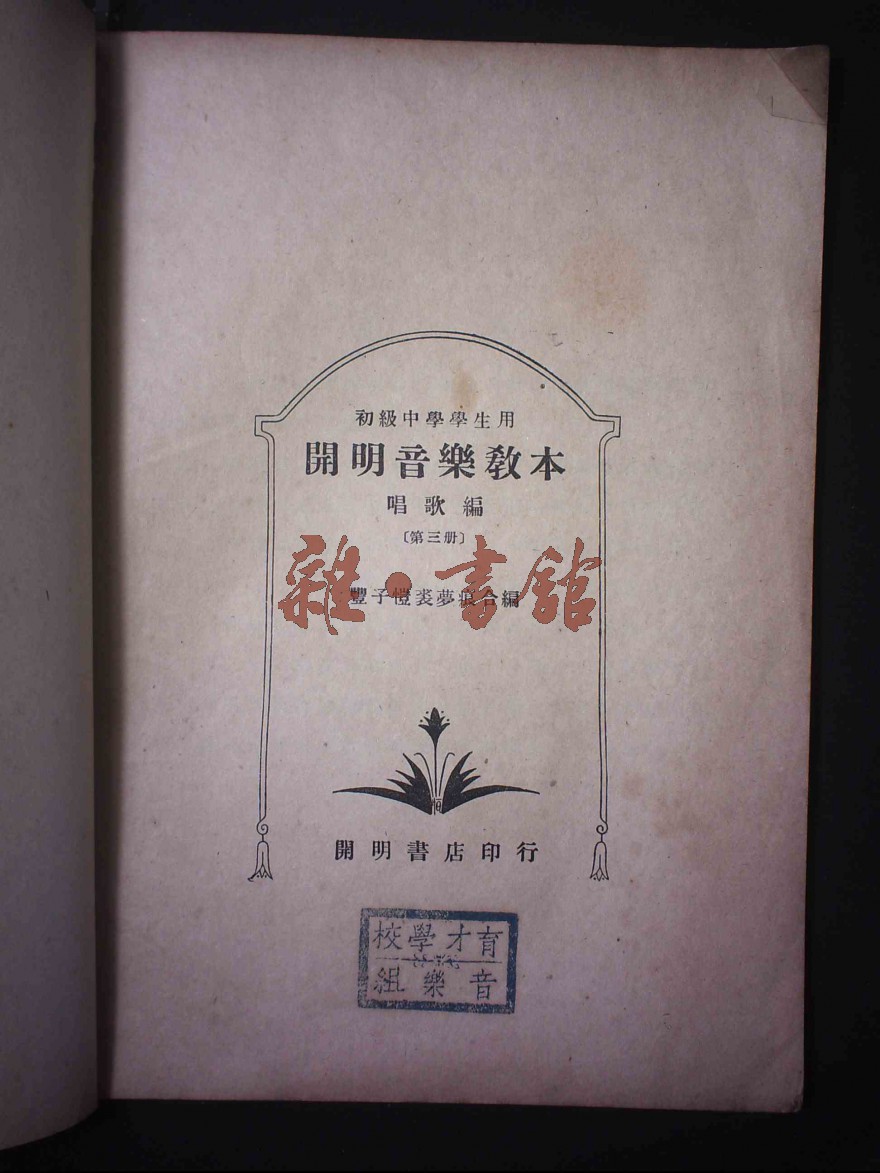 初級中學學生用
開明音樂教本
唱歌編
〔第三册〕
豐子愷裘夢痕合編
雜·書舘
開明書店印行
育才學校
音樂組